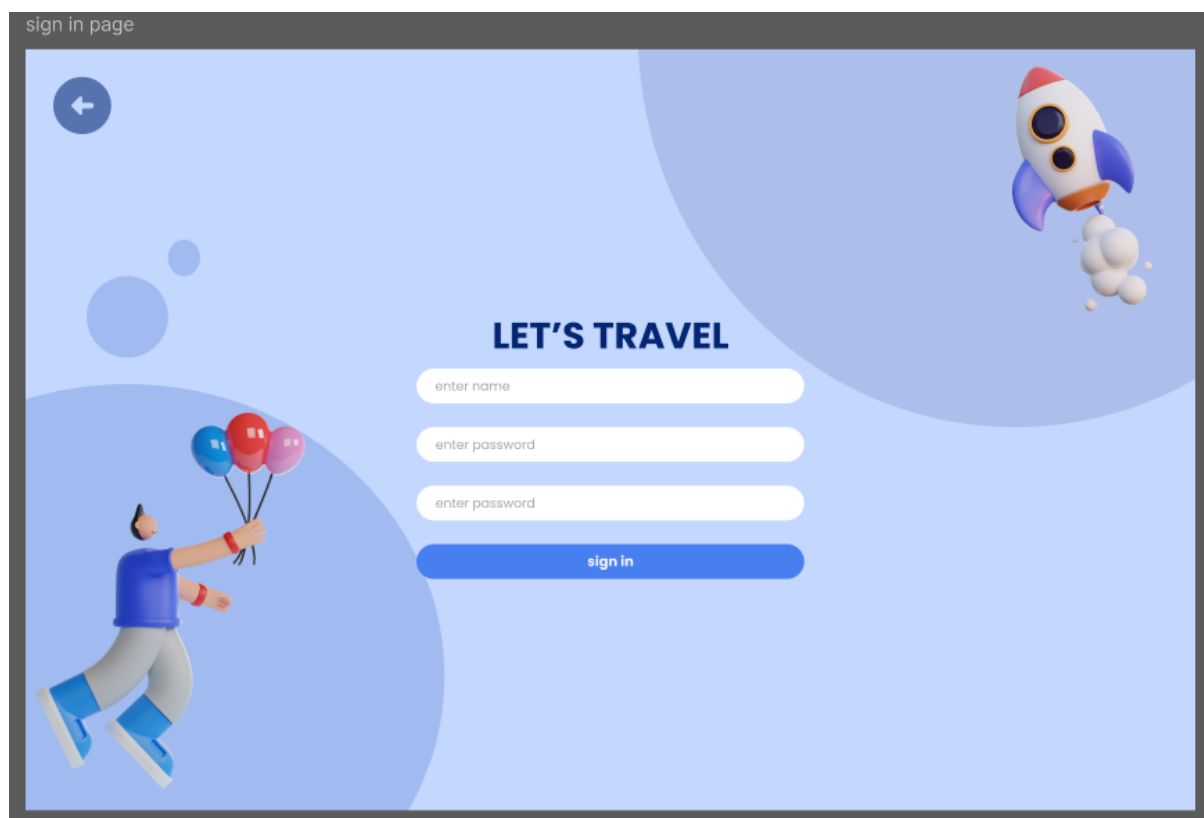 sign in page
LET’S TRAVEL
enter name
enter password
enter password
sign in